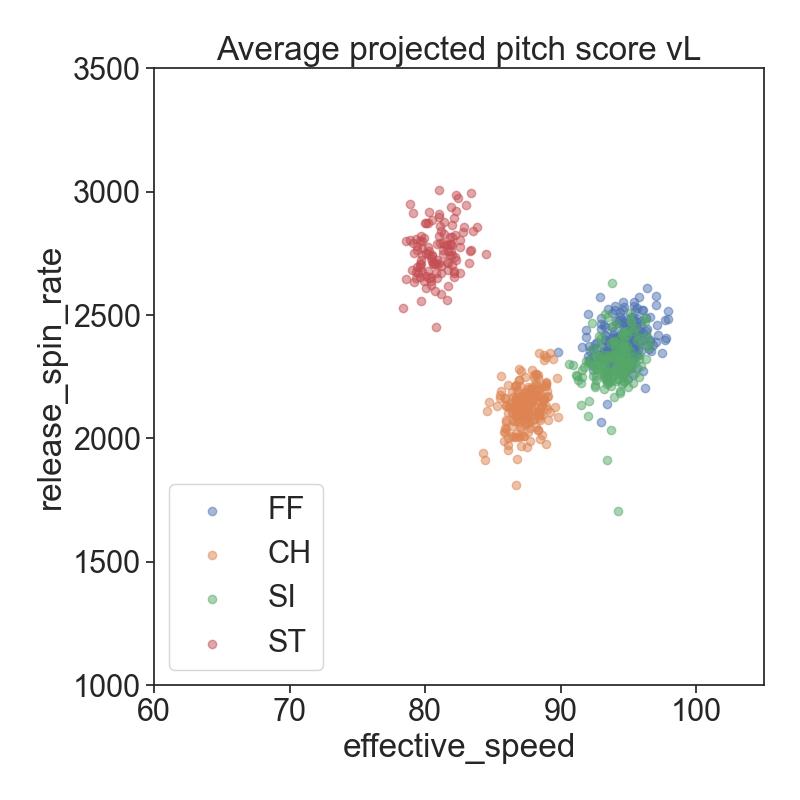 Average projected pitch score vL
3500
3000
2500
2000
1500
1000
release_spin_rate
FF
CH
SI
ST
60
70
80
90
100
effective_speed